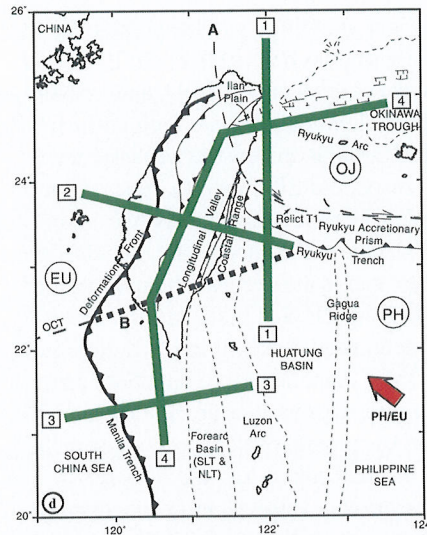 26°
CHINA
A
1
Ilan
Plain
4
OKINAWA
TROUGH
Ryukyu Arc
OJ
24°
2
Longitudinal Valley
Coastal Range
Relict T1
Ryukyu Accretionary
Prism
2
Ryukyu
Trench
Deformation Front
EU
B
OCT
Gagua
Ridge
PH
22°
1
HUATUNG
BASIN
PH/EU
3
3
Manila Trench
4
SOUTH
CHINA SEA
Forearc
Basin
(SLT &
NLT)
Luzon
Arc
PHILIPPINE
SEA
d
20°
120°
122°
124